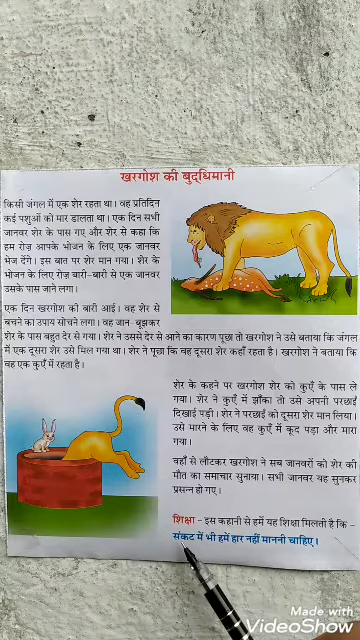 खरगोश की बुद्धिमानी
किसी जंगल में एक शेर रहता था। वह प्रतिदिन
कई पशुओं को मार डालता था। एक दिन सभी
जानवर शेर के पास गए और शेर से कहा कि
हम रोज़ आपके भोजन के लिए एक जानवर
भेज देंगे। इस बात पर शेर मान गया। शेर के
भोजन के लिए रोज़ बारी-बारी से एक जानवर
उसके पास जाने लगा।
एक दिन खरगोश की बारी आई। वह शेर से
बचने का उपाय सोचने लगा। वह जान-बूझकर
शेर के पास बहुत देर से गया। शेर ने उससे देर से आने का कारण पूछा तो खरगोश ने उसे बताया कि जंगल
में एक दूसरा शेर उसे मिल गया था। शेर ने पूछा कि वह दूसरा शेर कहाँ रहता है। खरगोश ने बताया कि
वह एक कुएँ में रहता है।
शेर के कहने पर खरगोश शेर को कुएँ के पास ले
गया। शेर ने कुएँ में झाँका तो उसे अपनी परछाईं
दिखाई पड़ी। शेर ने परछाईं को दूसरा शेर मान लिया।
उसे मारने के लिए वह कुएँ में कूद पड़ा और मारा
गया।
वहाँ से लौटकर खरगोश ने सब जानवरों को शेर की
मौत का समाचार सुनाया। सभी जानवर यह सुनकर
प्रसन्न हो गए।
शिक्षा - इस कहानी से हमें यह शिक्षा मिलती है कि -
संकट में भी हमें हार नहीं माननी चाहिए।
Made with
VideoShow